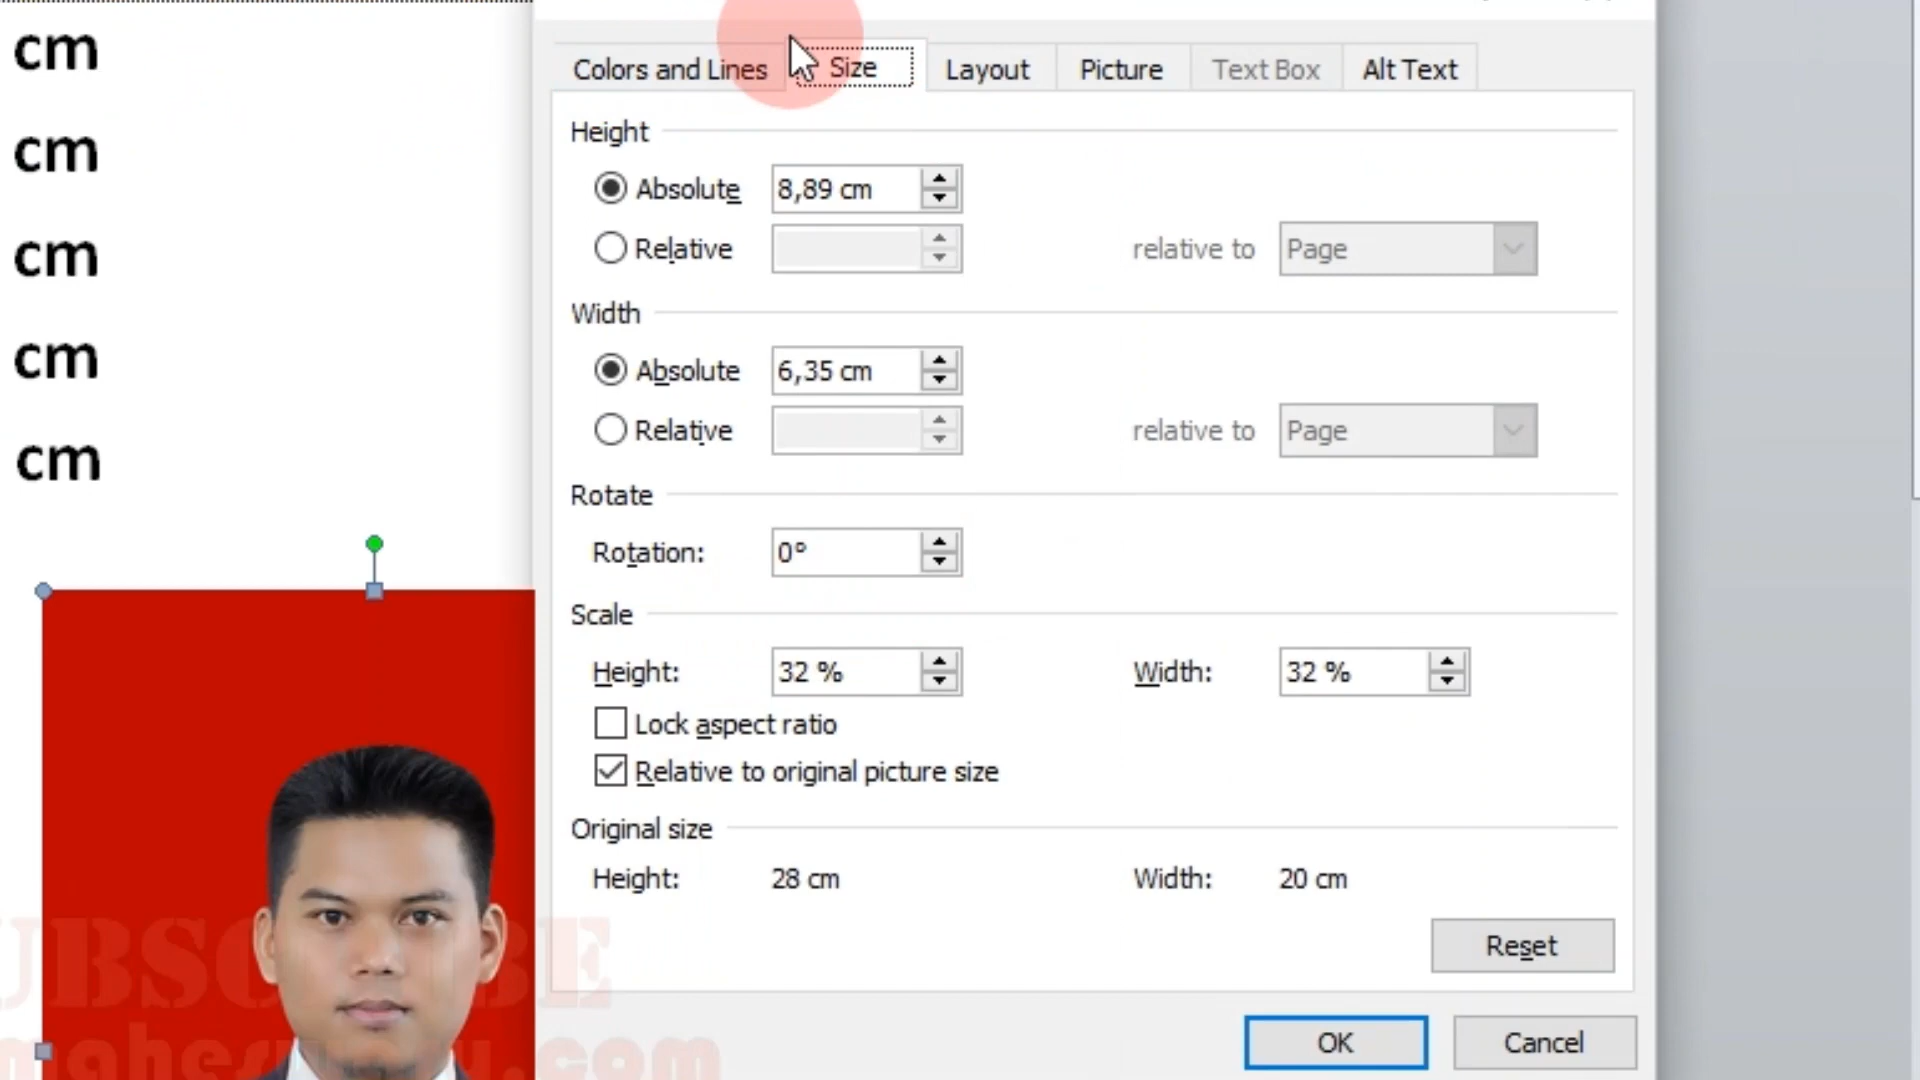 cm
cm
cm
cm
cm
Colors and Lines Size Layout Picture Text Box Alt Text
Height
Absolute 8,89 cm
Relative relative to Page
Width
Absolute 6,35 cm
Relative relative to Page
Rotate
Rotation: 0°
Scale
Height: 32 % Width: 32 %
Lock aspect ratio
Relative to original picture size
Original size
Height: 28 cm Width: 20 cm
Reset
OK Cancel